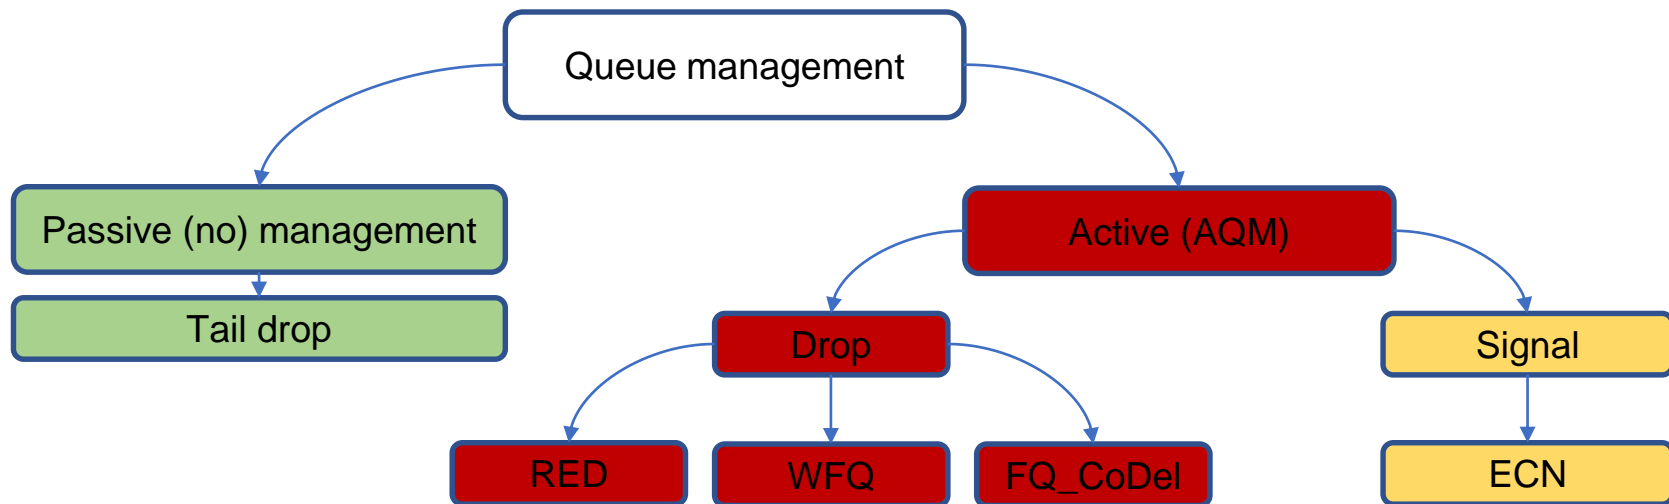 Queue management
Passive (no) management
Active (AQM)
Tail drop
Drop
Signal
RED
WFQ
FQ_CoDel
ECN